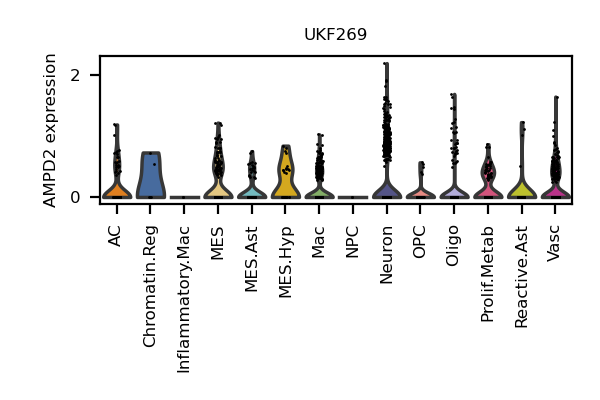 UKF269
AMPD2 expression
2
0
AC
Chromatin.Reg
Inflammatory.Mac
MES
MES.Ast
MES.Hyp
Mac
NPC
Neuron
OPC
Oligo
Prolif.Metab
Reactive.Ast
Vasc